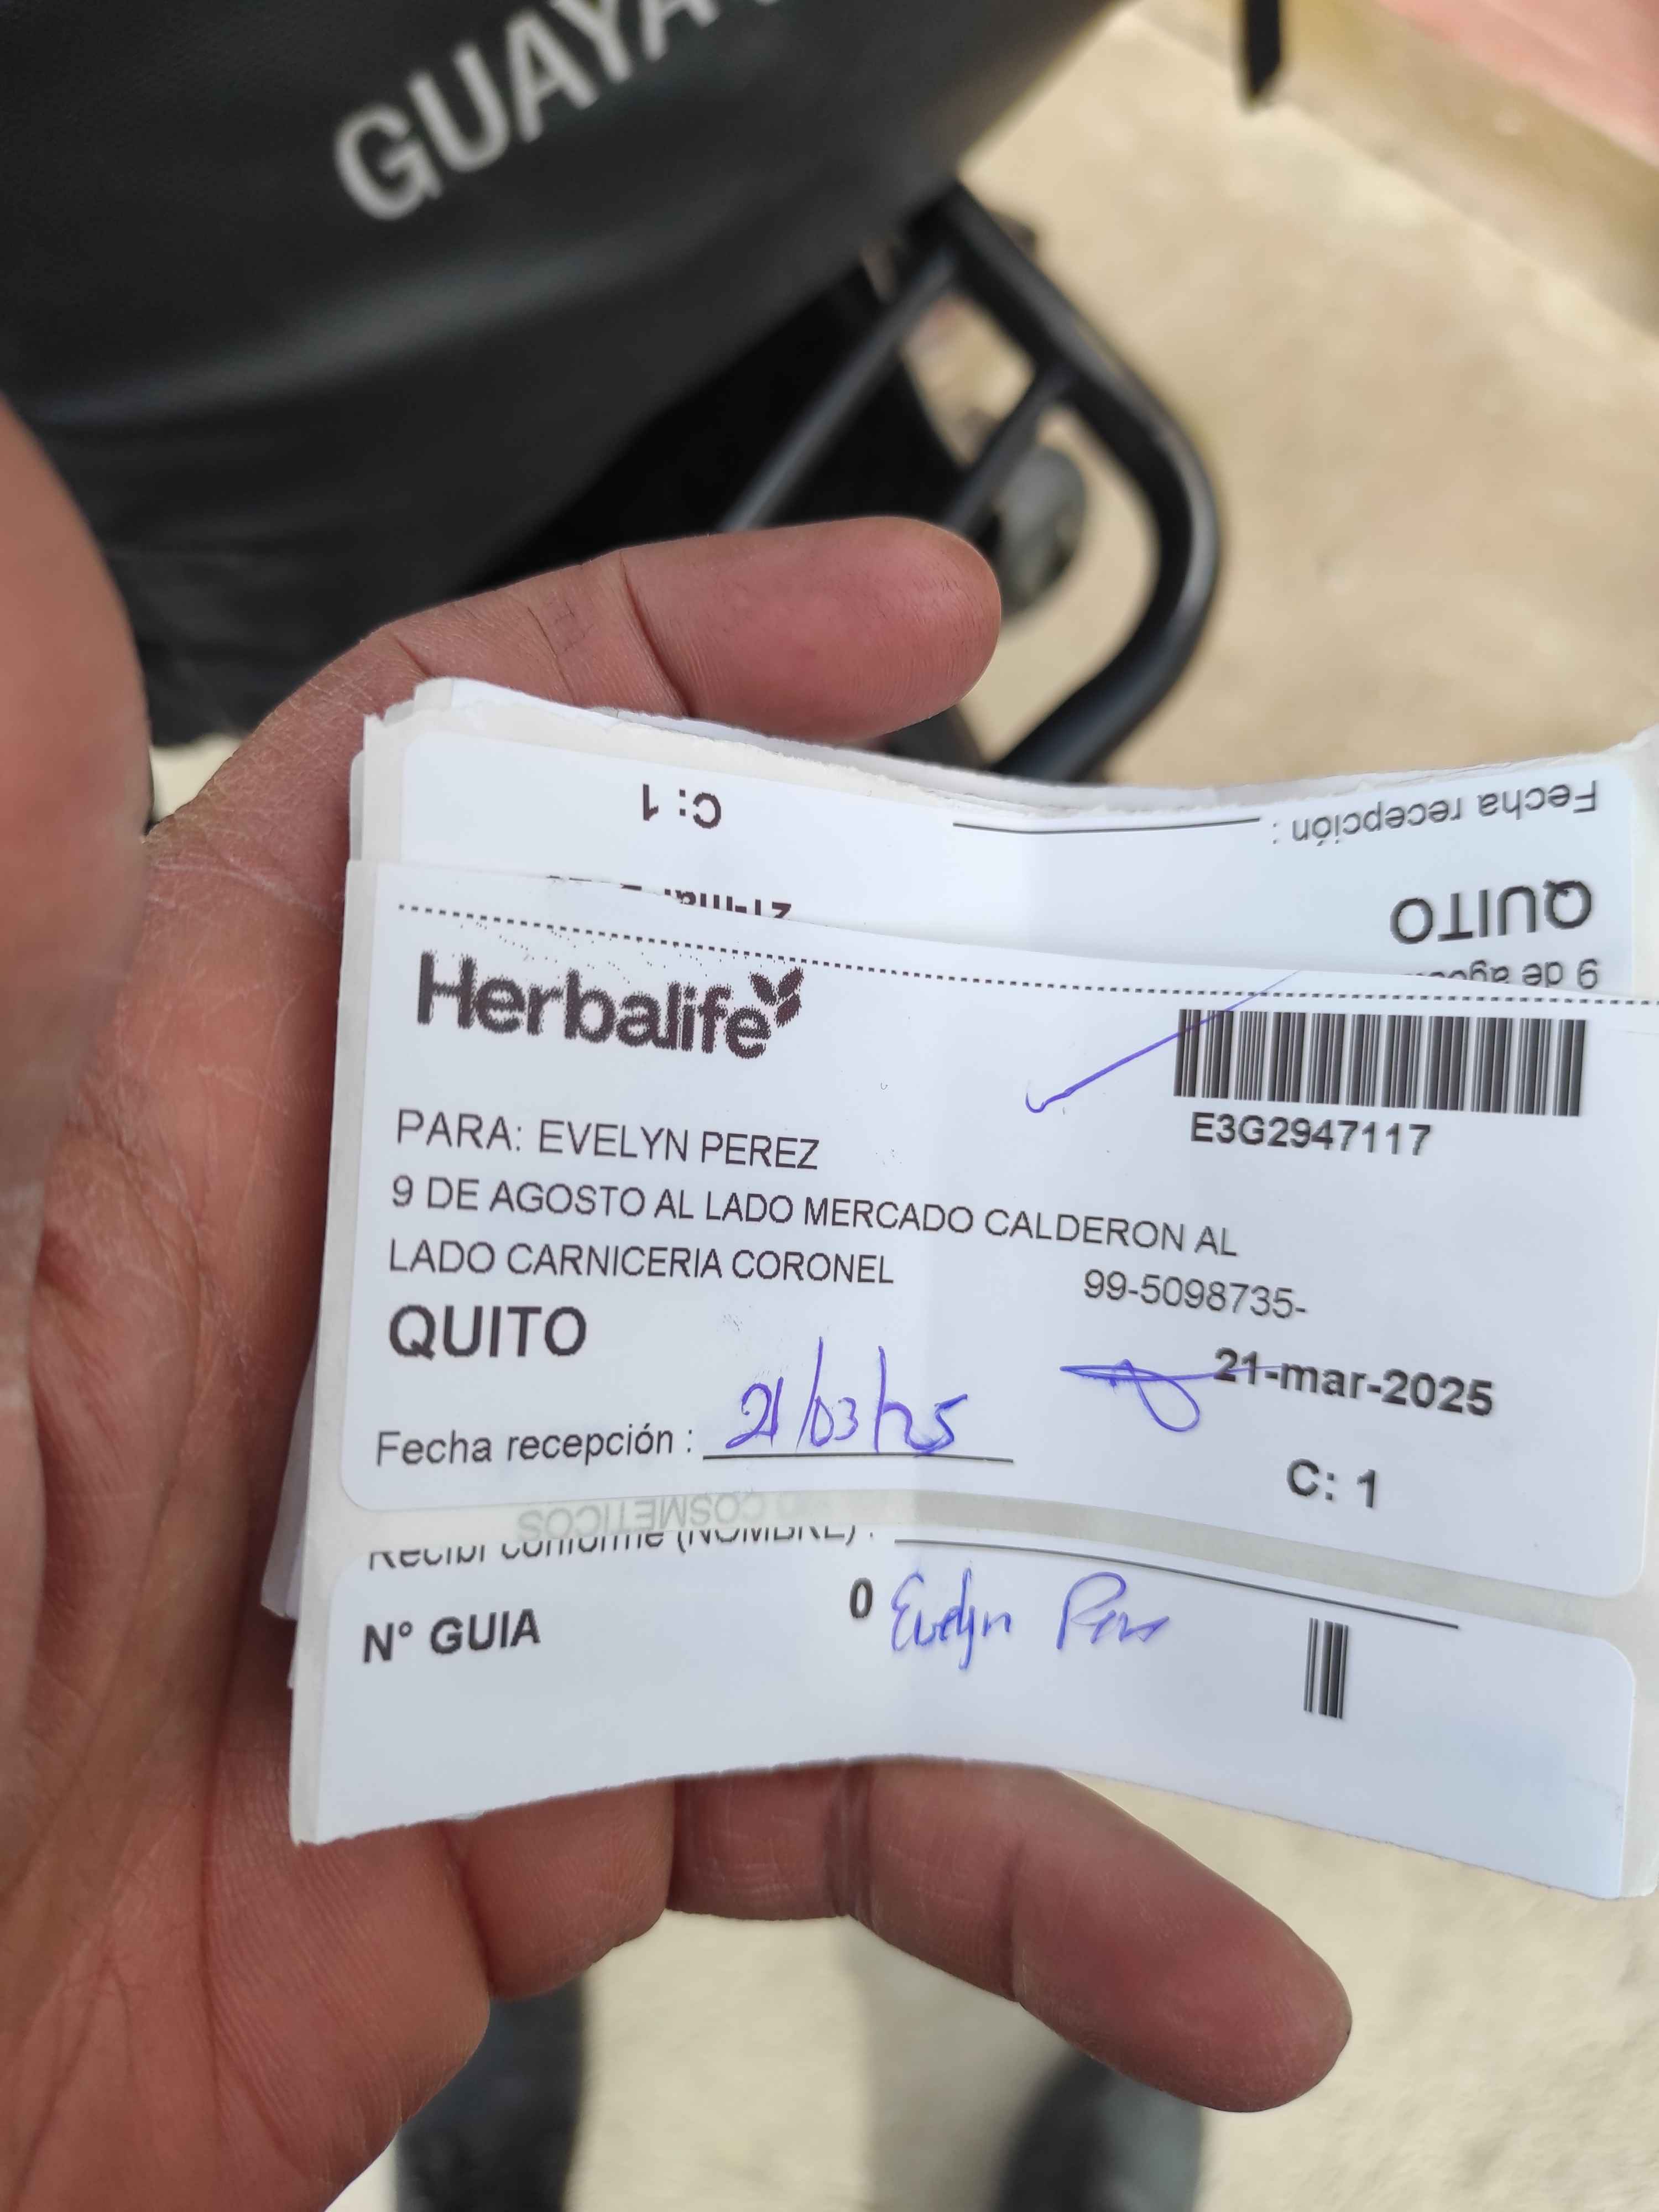 GUAYA
C: 1
Fecha recepción :
QUITO
9 de
Herbalife
E3G2947117
PARA: EVELYN PEREZ
9 DE AGOSTO AL LADO MERCADO CALDERON AL
LADO CARNICERIA CORONEL
99-5098735-
QUITO
21-mar-2025
Fecha recepción : 21/03/25
C: 1
COSMETICOS
Recibi conforme (NOMBRE) :
N° GUIA
0 Evelyn Perez